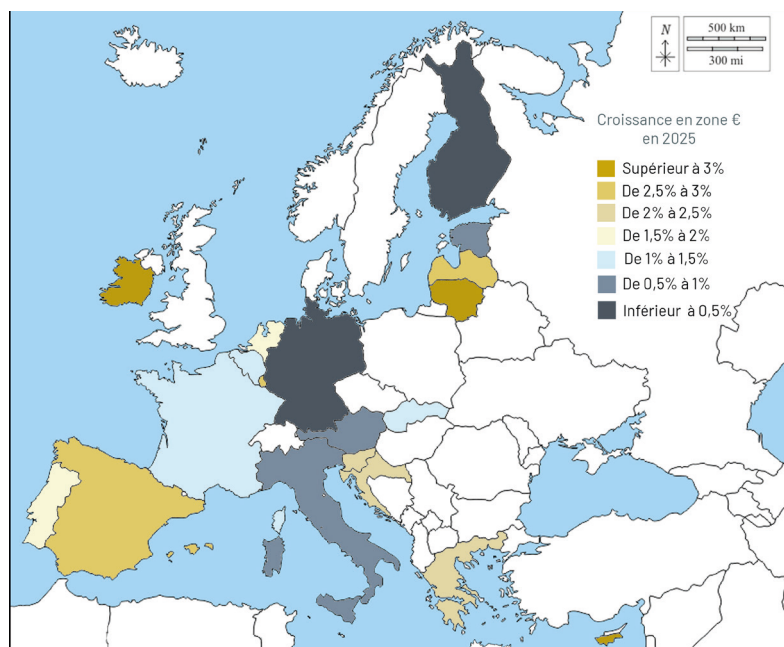 N
500 km
300 mi
Croissance en zone €
en 2025
Supérieur à 3%
De 2,5% à 3%
De 2% à 2,5%
De 1,5% à 2%
De 1% à 1,5%
De 0,5% à 1%
Inférieur à 0,5%